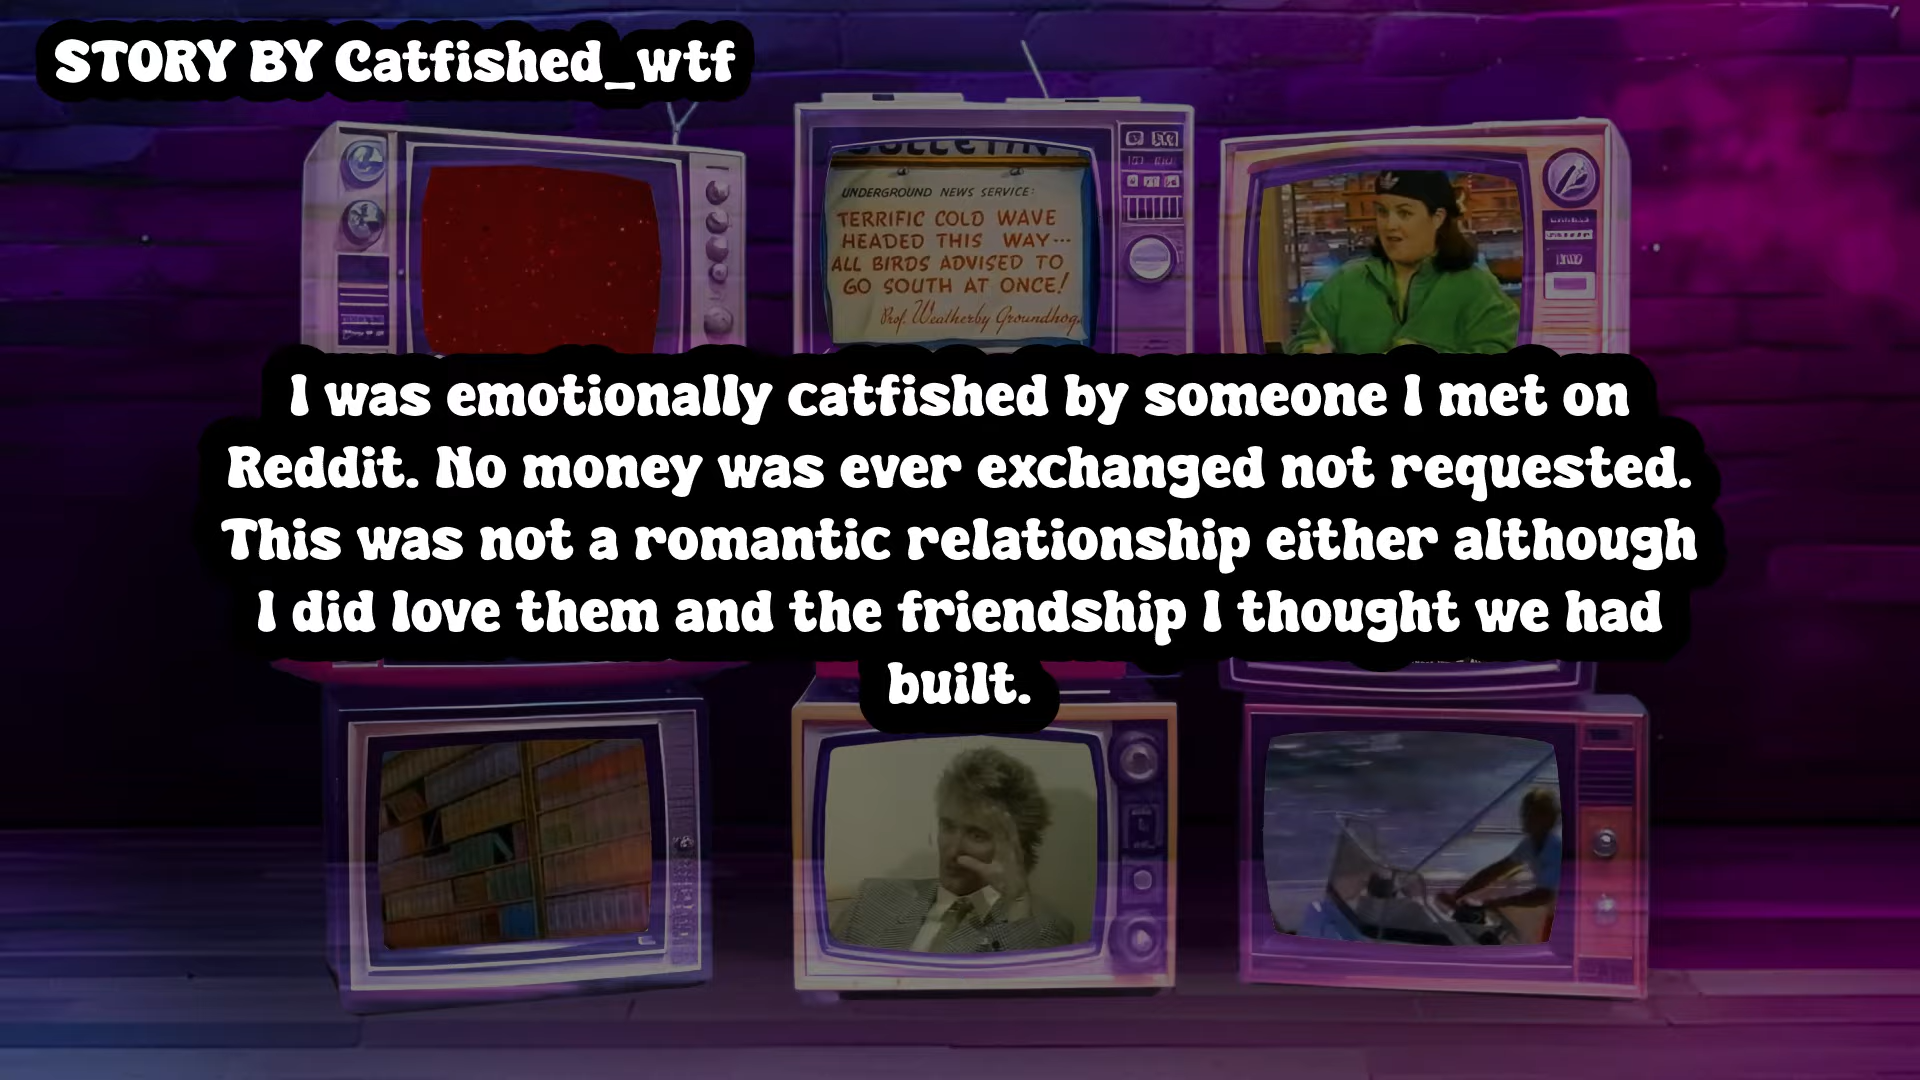 STORY BY Catfished_wtf
UNDERGROUND NEWS SERVICE:
TERRIFIC COLD WAVE
HEADED THIS WAY---
ALL BIRDS ADVISED TO
GO SOUTH AT ONCE!
Prof. Weatherby Groundhog
I was emotionally catfished by someone I met on
Reddit. No money was ever exchanged not requested.
This was not a romantic relationship either although
I did love them and the friendship I thought we had
built.